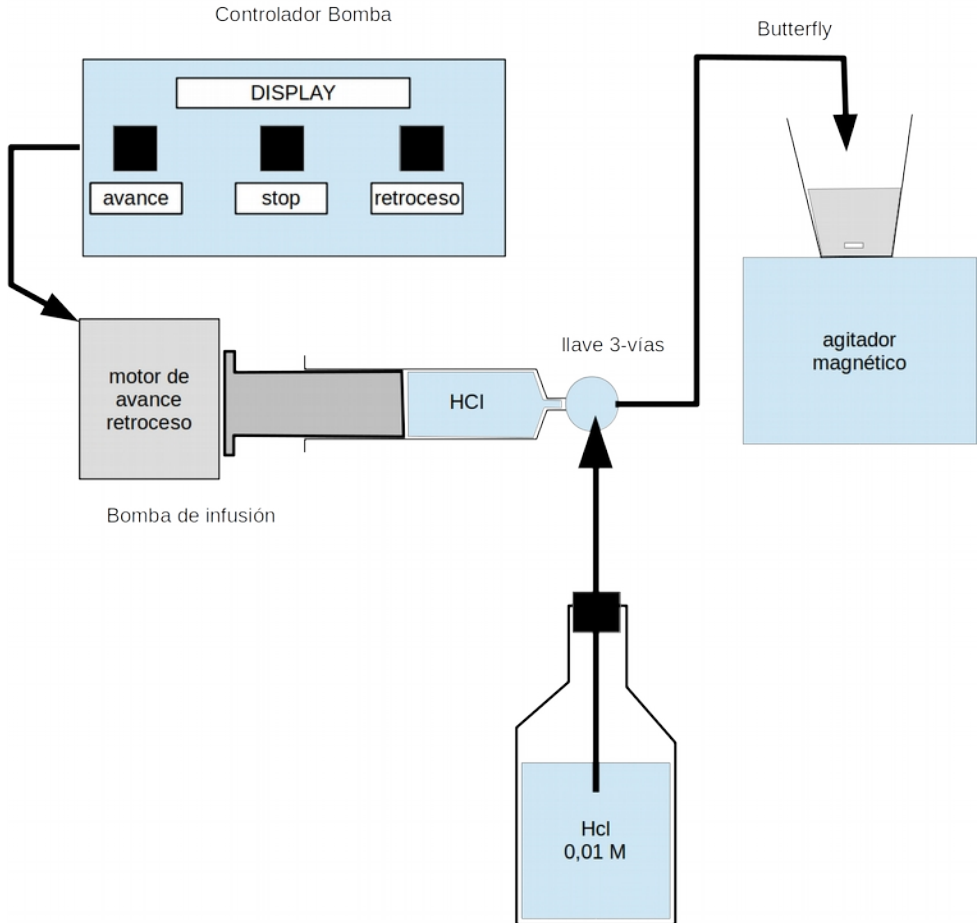 Controlador Bomba
Butterfly
DISPLAY
avance
stop
retroceso
llave 3-vías
agitador
magnético
motor de
avance
retroceso
HCl
Bomba de infusión
Hcl
0,01 M